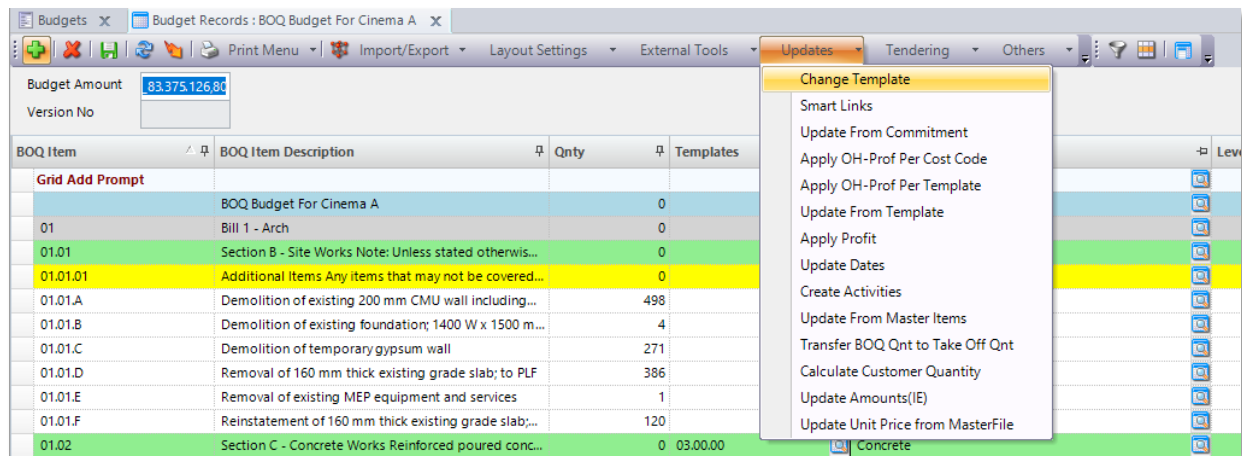 Budgets X Budget Records : BOQ Budget For Cinema A X
Print Menu Import/Export Layout Settings External Tools Updates Tendering Others
Budget Amount 83.375.126,80
Version No
BOQ Item BOQ Item Description Qnty Templates Leve
Grid Add Prompt
BOQ Budget For Cinema A 0
01 Bill 1 - Arch 0
01.01 Section B - Site Works Note: Unless stated otherwis... 0
01.01.01 Additional Items Any items that may not be covered... 0
01.01.A Demolition of existing 200 mm CMU wall including... 498
01.01.B Demolition of existing foundation; 1400 W x 1500 m... 4
01.01.C Demolition of temporary gypsum wall 271
01.01.D Removal of 160 mm thick existing grade slab; to PLF 386
01.01.E Removal of existing MEP equipment and services 1
01.01.F Reinstatement of 160 mm thick existing grade slab;... 120
01.02 Section C - Concrete Works Reinforced poured conc... 0 03.00.00 Concrete
Change Template
Smart Links
Update From Commitment
Apply OH-Prof Per Cost Code
Apply OH-Prof Per Template
Update From Template
Apply Profit
Update Dates
Create Activities
Update From Master Items
Transfer BOQ Qnt to Take Off Qnt
Calculate Customer Quantity
Update Amounts(IE)
Update Unit Price from MasterFile